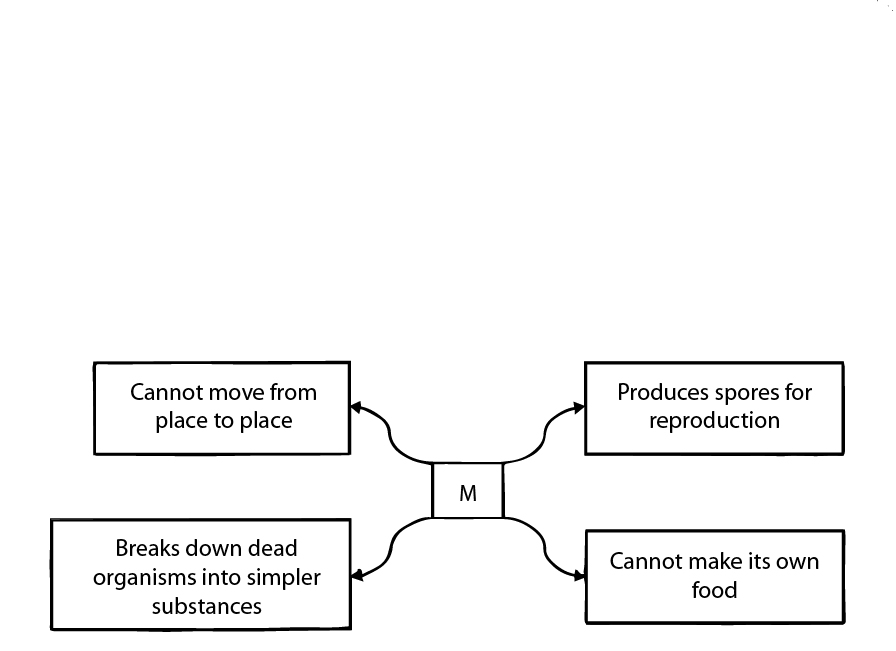 Cannot move from
place to place
Produces spores for
reproduction
M
Breaks down dead
organisms into simpler
substances
Cannot make its own
food